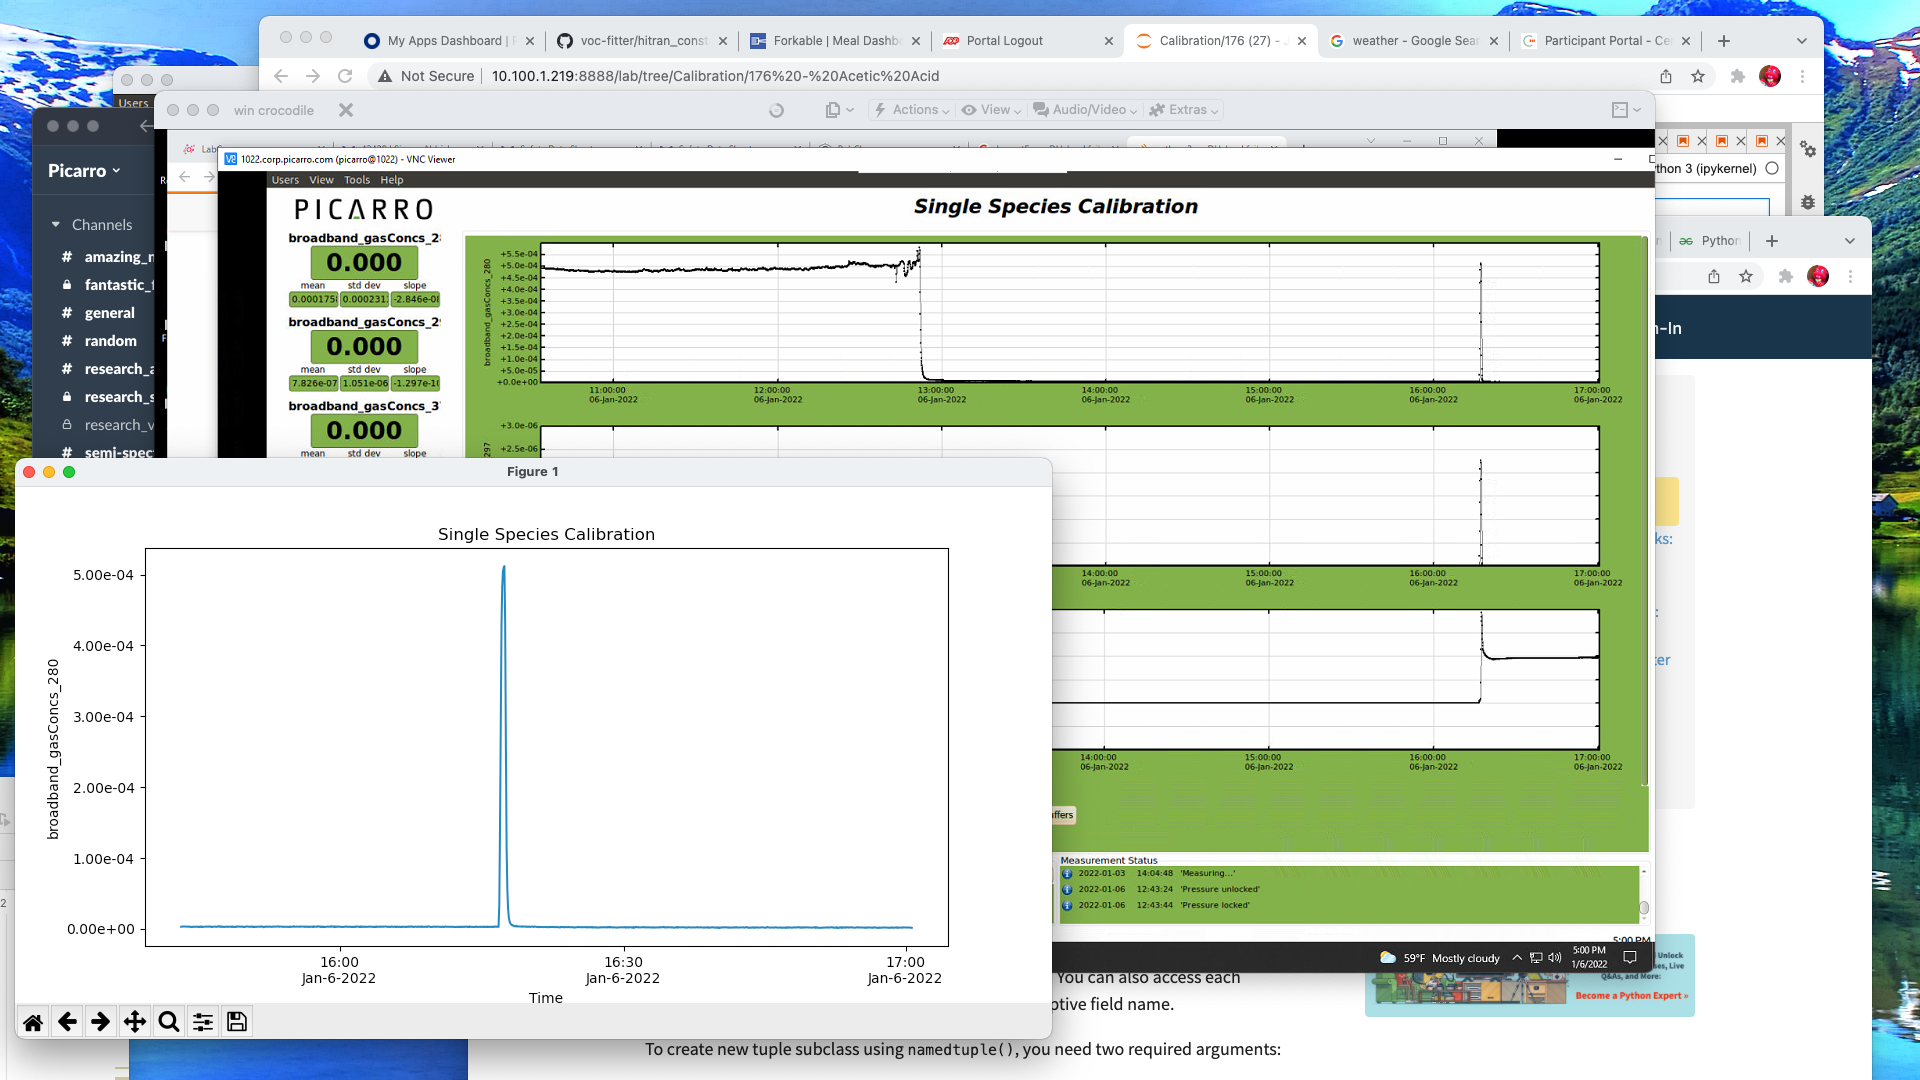 My Apps Dashboard |
voc-fitter/hitran_const
Forkable | Meal Dashb
Portal Logout
Calibration/176 (27) - J
weather - Google Sear
Participant Portal - Ce
Not Secure
10.100.1.219:8888/lab/tree/Calibration/176%20-%20Acetic%20Acid
Users
win crocodile
Actions
View
Audio/Video
Extras
Picarro
Channels
# amazing_
fantastic_
# general
# random
# research_
research_s
research_v
# semi-spec
1022.corp.picarro.com (picarro@1022) - VNC Viewer
Users View Tools Help
thon 3 (ipykernel)
Python
n-In
PICARRO
Single Species Calibration
broadband_gasConcs_28
0.000
mean std dev slope
0.000175 0.000231 -2.846e-08
broadband_gasConcs_29
0.000
mean std dev slope
7.826e-07 1.051e-06 -1.297e-10
broadband_gasConcs_3
0.000
mean std dev slope
broadband_gasConcs_280
+5.5e-04
+5.0e-04
+4.5e-04
+4.0e-04
+3.5e-04
+3.0e-04
+2.5e-04
+2.0e-04
+1.5e-04
+1.0e-04
+5.0e-05
+0.0e+00
11:00:00 12:00:00 13:00:00 14:00:00 15:00:00 16:00:00 17:00:00
06-Jan-2022 06-Jan-2022 06-Jan-2022 06-Jan-2022 06-Jan-2022 06-Jan-2022 06-Jan-2022
+3.0e-06
+2.5e-06
297
14:00:00 15:00:00 16:00:00 17:00:00
06-Jan-2022 06-Jan-2022 06-Jan-2022 06-Jan-2022
14:00:00 15:00:00 16:00:00 17:00:00
06-Jan-2022 06-Jan-2022 06-Jan-2022 06-Jan-2022
uffers
Measurement Status
2022-01-03 14:04:48 'Measuring...'
2022-01-06 12:43:24 'Pressure unlocked'
2022-01-06 12:43:44 'Pressure locked'
5:00 PM
59°F Mostly cloudy
5:00 PM
1/6/2022
Figure 1
Single Species Calibration
broadband_gasConcs_280
5.00e-04
4.00e-04
3.00e-04
2.00e-04
1.00e-04
0.00e+00
16:00 16:30 17:00
Jan-6-2022 Jan-6-2022 Jan-6-2022
Time
ks:
ter
Unlock
ses, Live
Q&As, and More:
Become a Python Expert »
You can also access each
ptive field name.
To create new tuple subclass using namedtuple(), you need two required arguments: